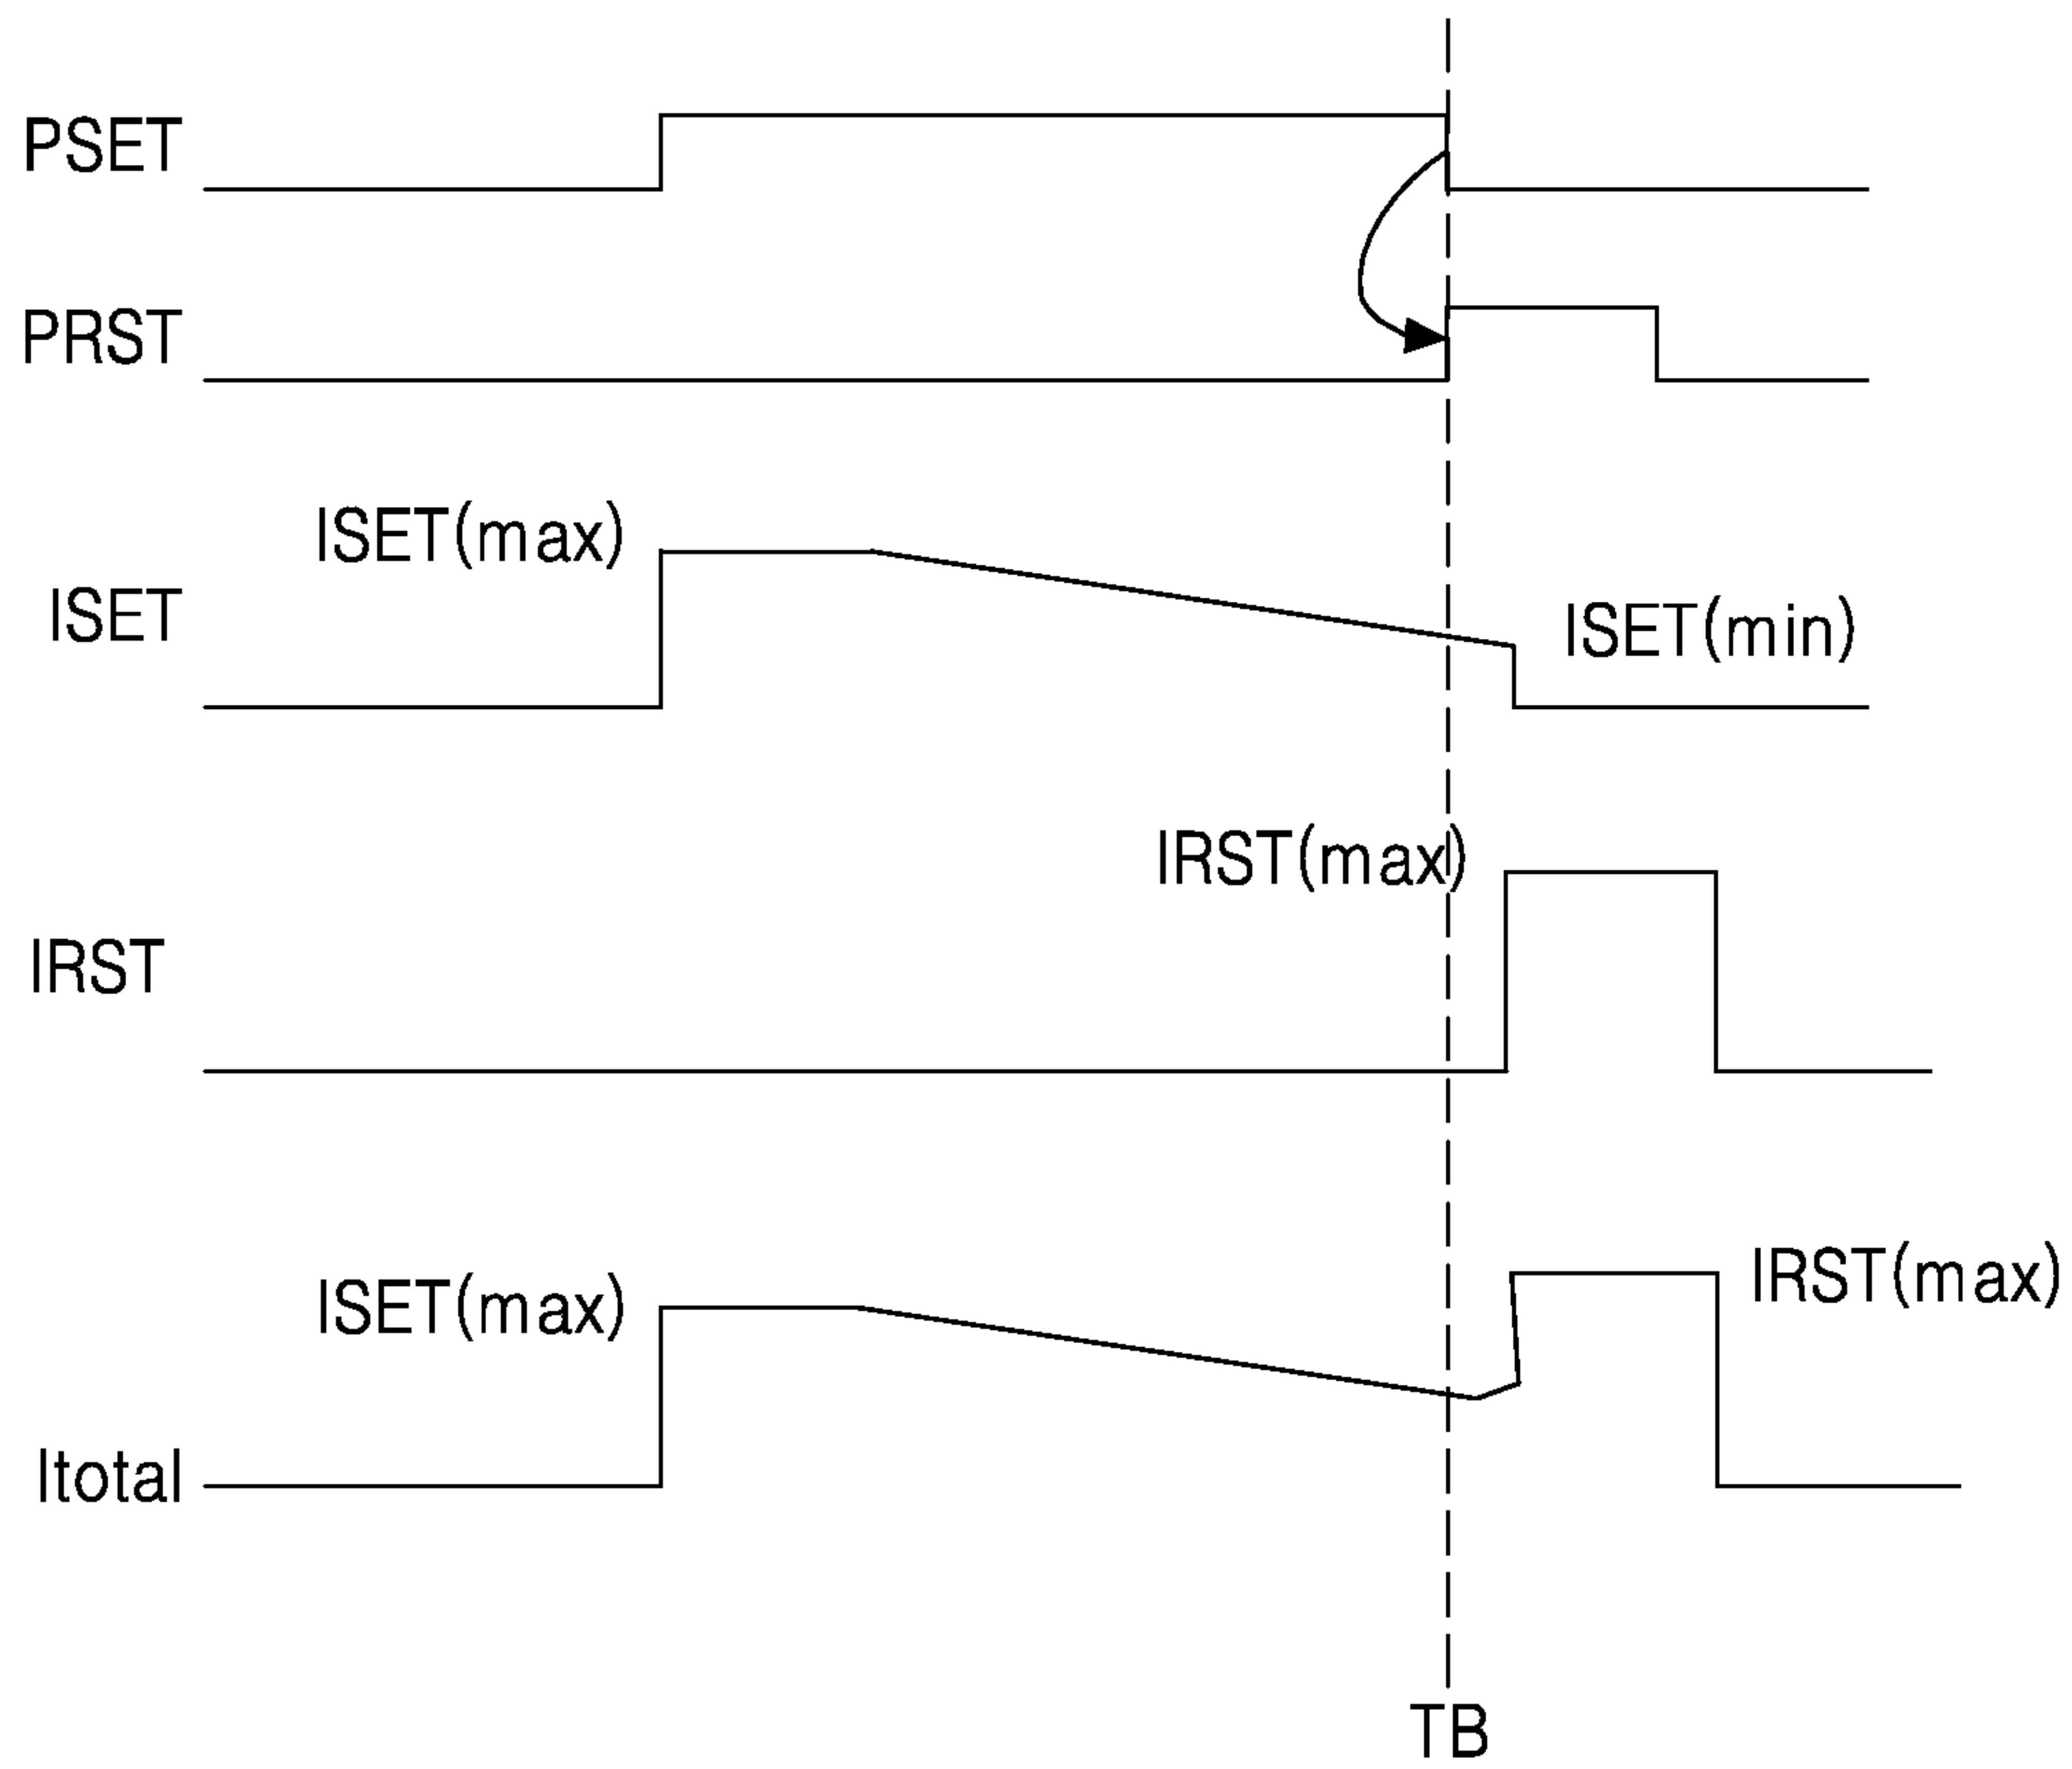 PSET
PRST
ISET(max)
ISET
ISET(min)
IRST(max)
IRST
ISET(max)
IRST(max)
Itotal
TB